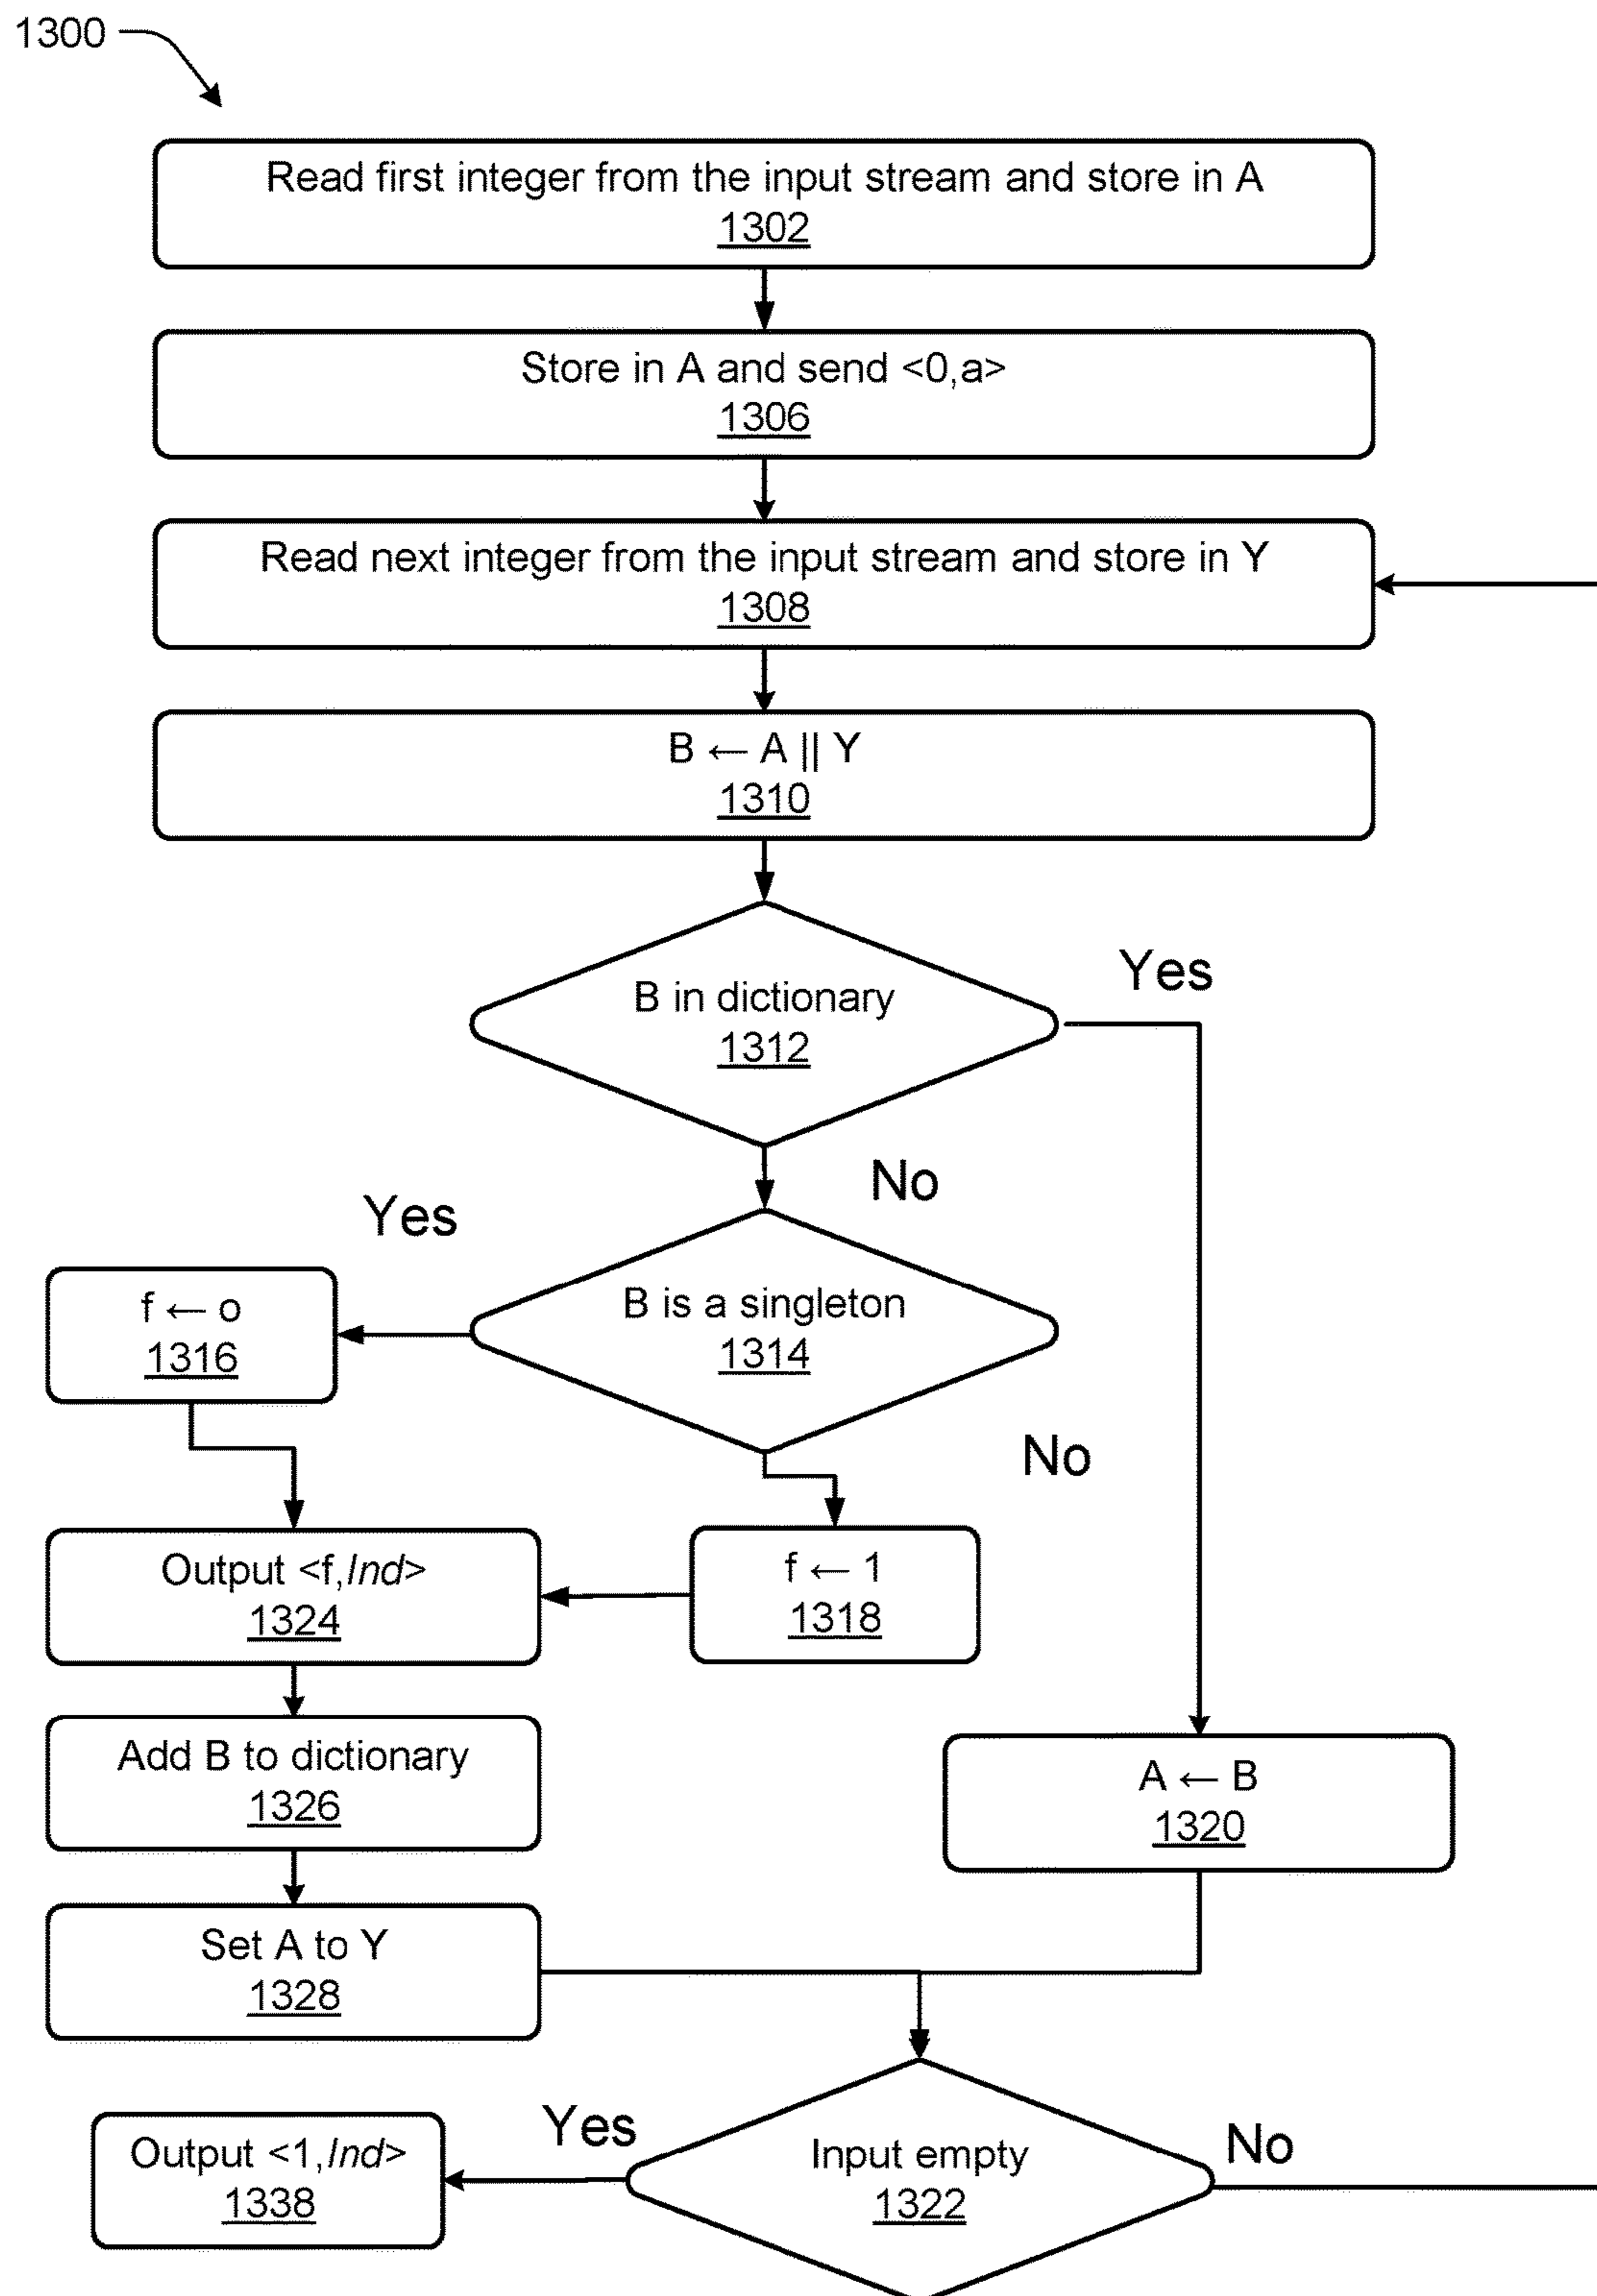 1300
Read first integer from the input stream and store in A
1302
Store in A and send <0,a>
1306
Read next integer from the input stream and store in Y
1308
B ← A || Y
1310
B in dictionary
1312
Yes
No
B is a singleton
1314
Yes
No
f ← o
1316
f ← 1
1318
Output <f,Ind>
1324
Add B to dictionary
1326
A ← B
1320
Set A to Y
1328
Input empty
1322
Yes
No
Output <1,Ind>
1338